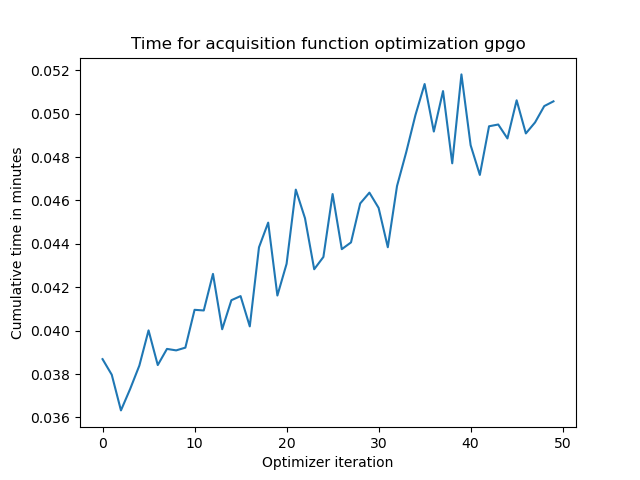 Time for acquisition function optimization gpgo
Cumulative time in minutes
0.052
0.050
0.048
0.046
0.044
0.042
0.040
0.038
0.036
0 10 20 30 40 50
Optimizer iteration